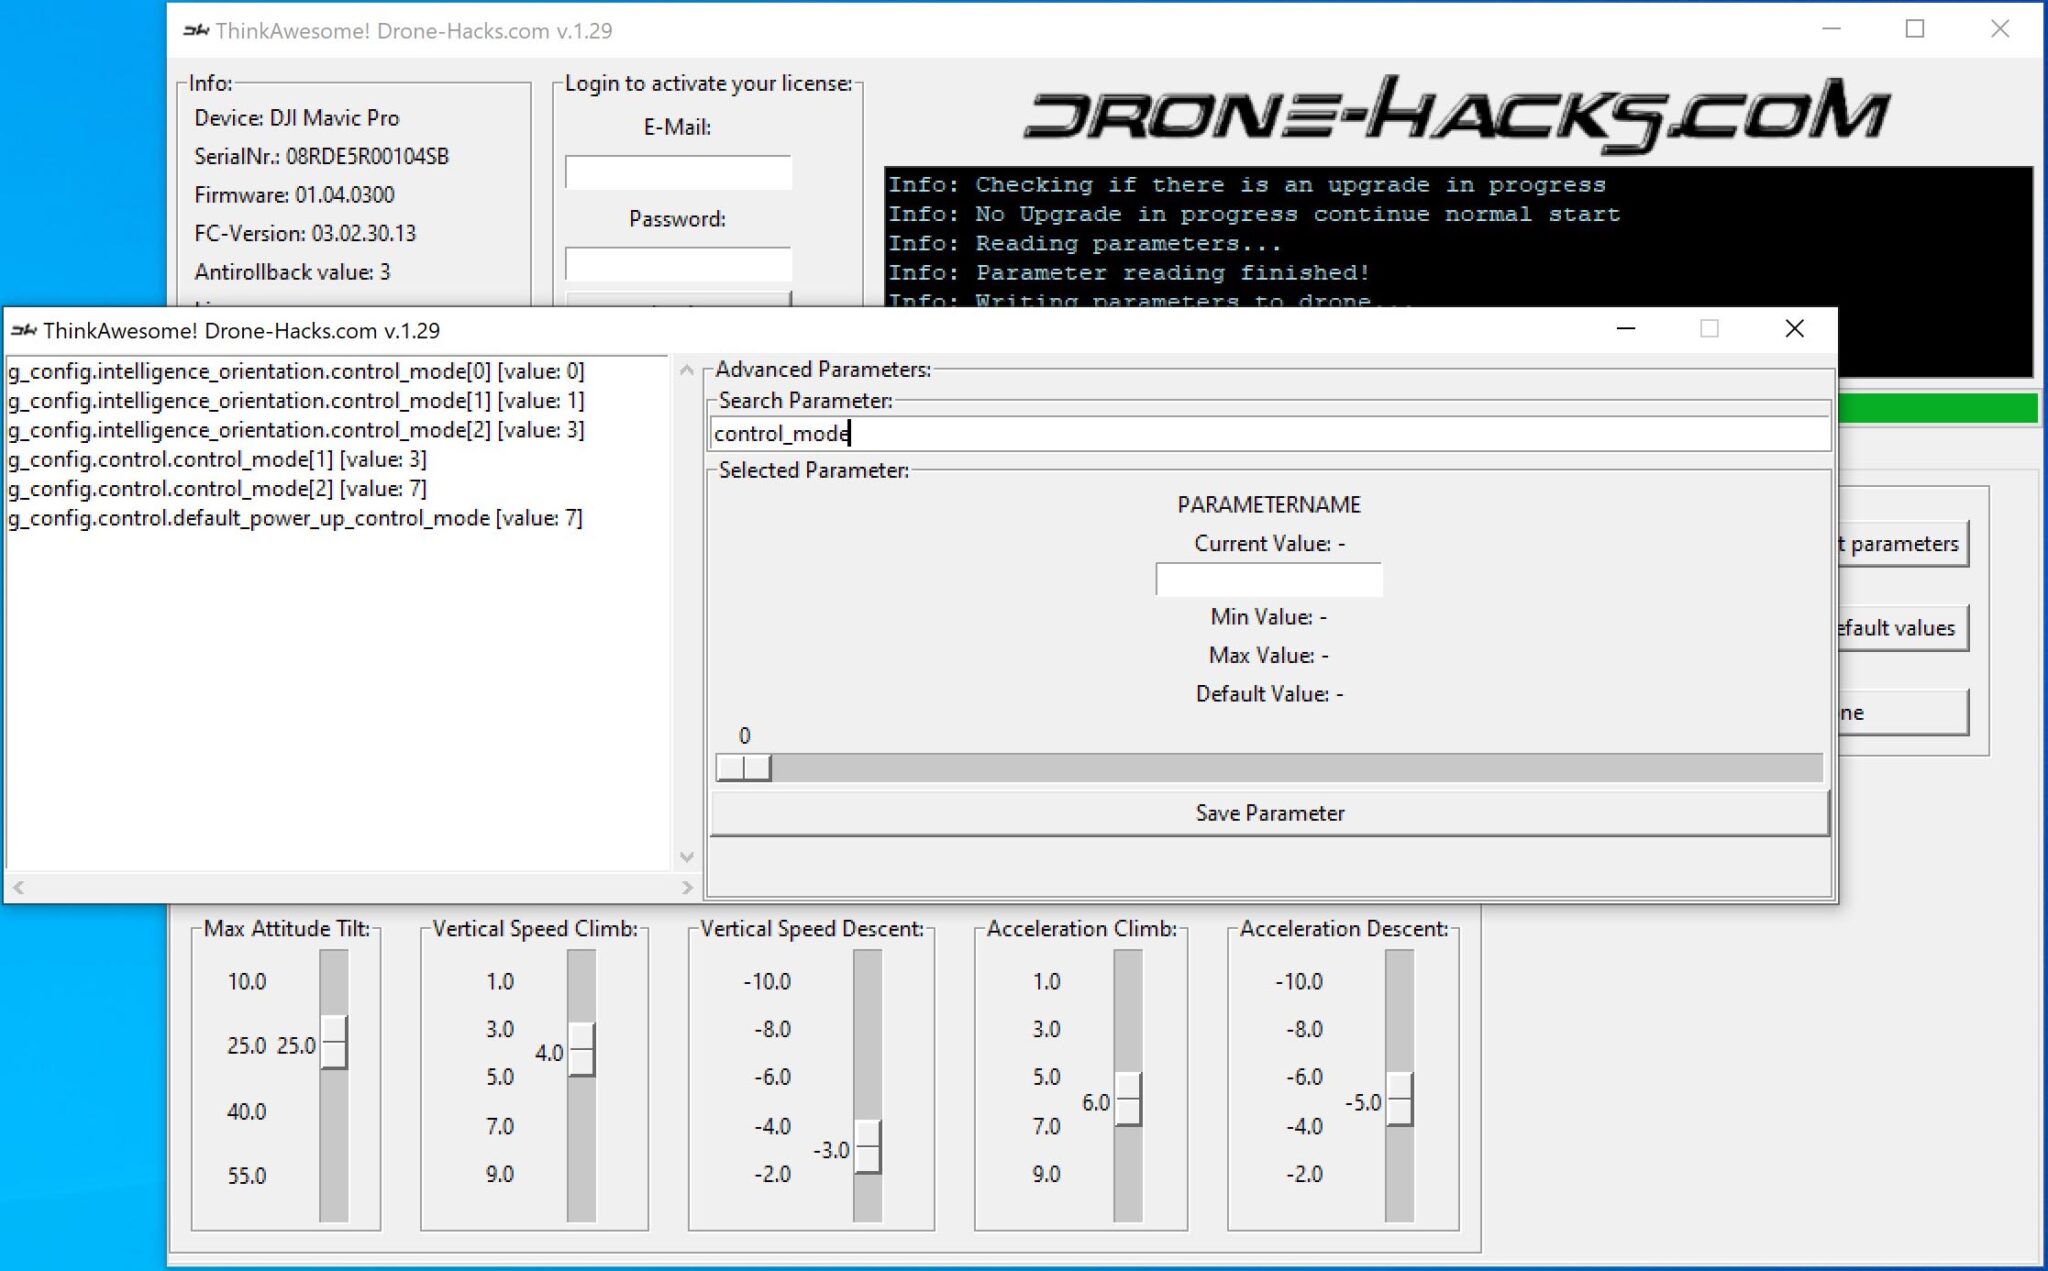 ThinkAwesome! Drone-Hacks.com v.1.29
Info:
Device: DJI Mavic Pro
SerialNr.: 08RDE5R00104SB
Firmware: 01.04.0300
FC-Version: 03.02.30.13
Antirollback value: 3
Login to activate your license:
E-Mail:
Password:
DRONE-HACKS.COM
Info: Checking if there is an upgrade in progress
Info: No Upgrade in progress continue normal start
Info: Reading parameters...
Info: Parameter reading finished!
Info: Writing parameters to drone...
ThinkAwesome! Drone-Hacks.com v.1.29
g_config.intelligence_orientation.control_mode[0] [value: 0]
g_config.intelligence_orientation.control_mode[1] [value: 1]
g_config.intelligence_orientation.control_mode[2] [value: 3]
g_config.control.control_mode[1] [value: 3]
g_config.control.control_mode[2] [value: 7]
g_config.control.default_power_up_control_mode [value: 7]
Advanced Parameters:
Search Parameter:
control_mode
Selected Parameter:
PARAMETERNAME
Current Value: -
Min Value: -
Max Value: -
Default Value: -
0
Save Parameter
t parameters
efault values
ne
Max Attitude Tilt:
10.0
25.0 25.0
40.0
55.0
Vertical Speed Climb:
1.0
3.0
4.0
5.0
7.0
9.0
Vertical Speed Descent:
-10.0
-8.0
-6.0
-4.0
-3.0
-2.0
Acceleration Climb:
1.0
3.0
5.0
6.0
7.0
9.0
Acceleration Descent:
-10.0
-8.0
-6.0
-5.0
-4.0
-2.0